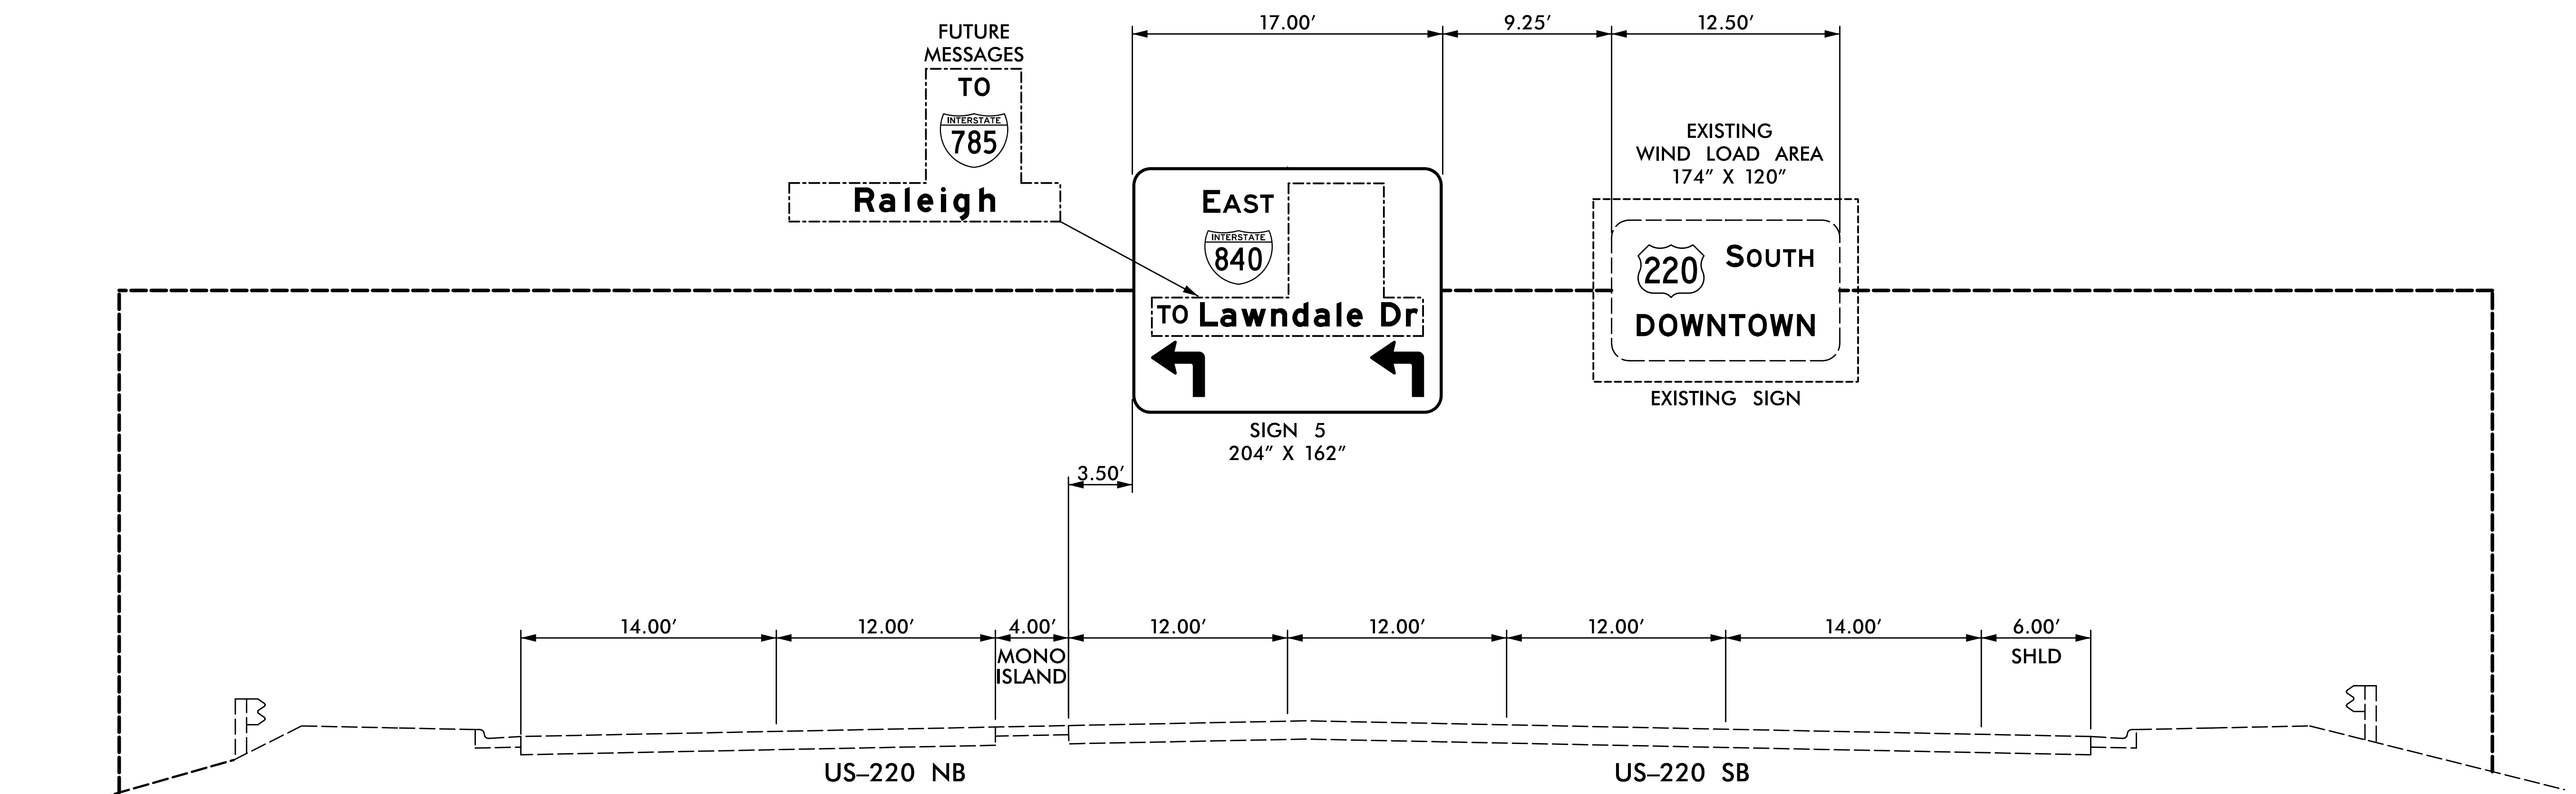 17.00′ 9.25′ 12.50′
FUTURE
MESSAGES
TO
INTERSTATE
785
Raleigh
EAST
INTERSTATE
840
TO Lawndale Dr
SIGN 5
204″ X 162″
EXISTING
WIND LOAD AREA
174″ X 120″
220 SOUTH
DOWNTOWN
EXISTING SIGN
3.50′
14.00′ 12.00′ 4.00′ 12.00′ 12.00′ 12.00′ 14.00′ 6.00′
MONO
ISLAND
SHLD
US–220 NB
US–220 SB